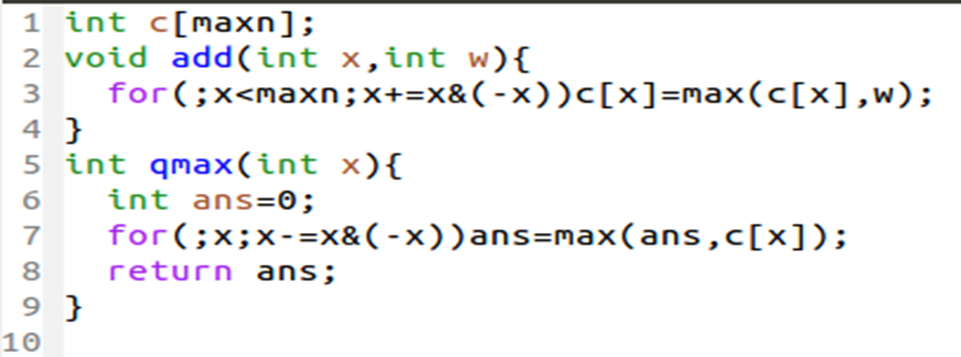 1 int c[maxn];
2 void add(int x,int w){
3   for(;x<maxn;x+=x&(-x))c[x]=max(c[x],w);
4 }
5 int qmax(int x){
6   int ans=0;
7   for(;x;x-=x&(-x))ans=max(ans,c[x]);
8   return ans;
9 }
10